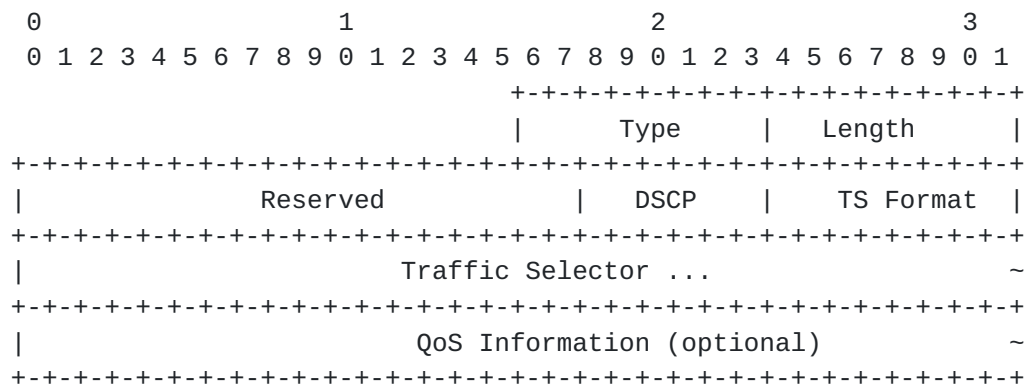 0                   1                   2                   3
 0 1 2 3 4 5 6 7 8 9 0 1 2 3 4 5 6 7 8 9 0 1 2 3 4 5 6 7 8 9 0 1
                                +-+-+-+-+-+-+-+-+-+-+-+-+-+-+-+-+
                                |      Type     |   Length      |
+-+-+-+-+-+-+-+-+-+-+-+-+-+-+-+-+-+-+-+-+-+-+-+-+-+-+-+-+-+-+-+-+
|               Reserved            |   DSCP    |    TS Format  |
+-+-+-+-+-+-+-+-+-+-+-+-+-+-+-+-+-+-+-+-+-+-+-+-+-+-+-+-+-+-+-+-+
|                        Traffic Selector ...                   ~
+-+-+-+-+-+-+-+-+-+-+-+-+-+-+-+-+-+-+-+-+-+-+-+-+-+-+-+-+-+-+-+-+
|                         QoS Information (optional)            ~
+-+-+-+-+-+-+-+-+-+-+-+-+-+-+-+-+-+-+-+-+-+-+-+-+-+-+-+-+-+-+-+-+